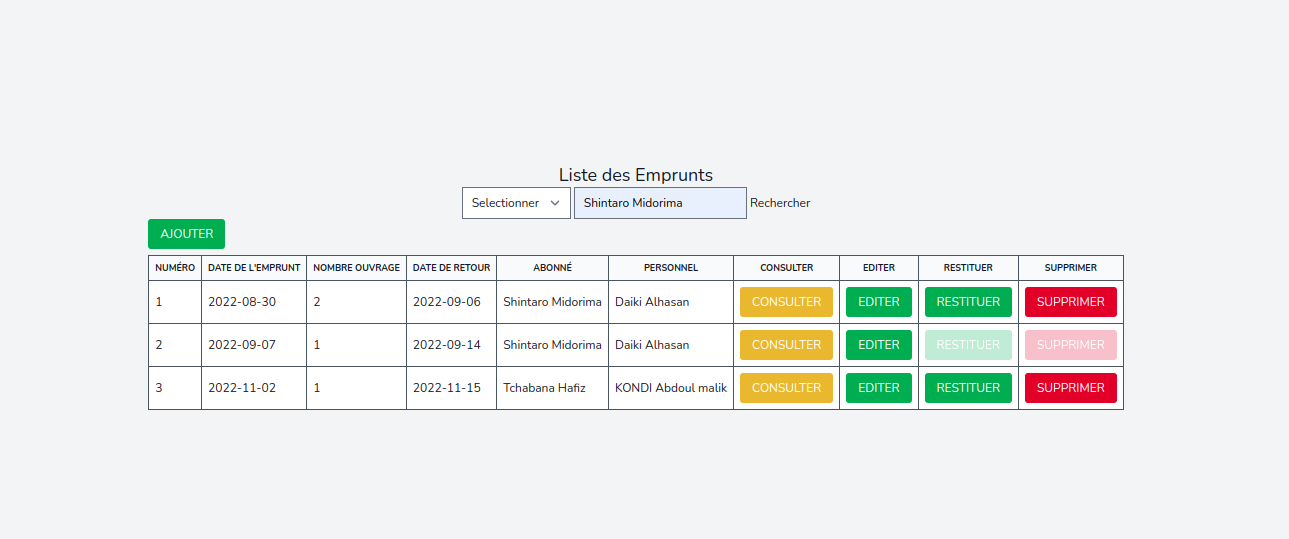 Liste des Emprunts
Selectionner Shintaro Midorima Rechercher
AJOUTER
NUMÉRO DATE DE L'EMPRUNT NOMBRE OUVRAGE DATE DE RETOUR ABONNÉ PERSONNEL CONSULTER EDITER RESTITUER SUPPRIMER
1 2022-08-30 2 2022-09-06 Shintaro Midorima Daiki Alhasan CONSULTER EDITER RESTITUER SUPPRIMER
2 2022-09-07 1 2022-09-14 Shintaro Midorima Daiki Alhasan CONSULTER EDITER RESTITUER SUPPRIMER
3 2022-11-02 1 2022-11-15 Tchabana Hafiz KONDI Abdoul malik CONSULTER EDITER RESTITUER SUPPRIMER